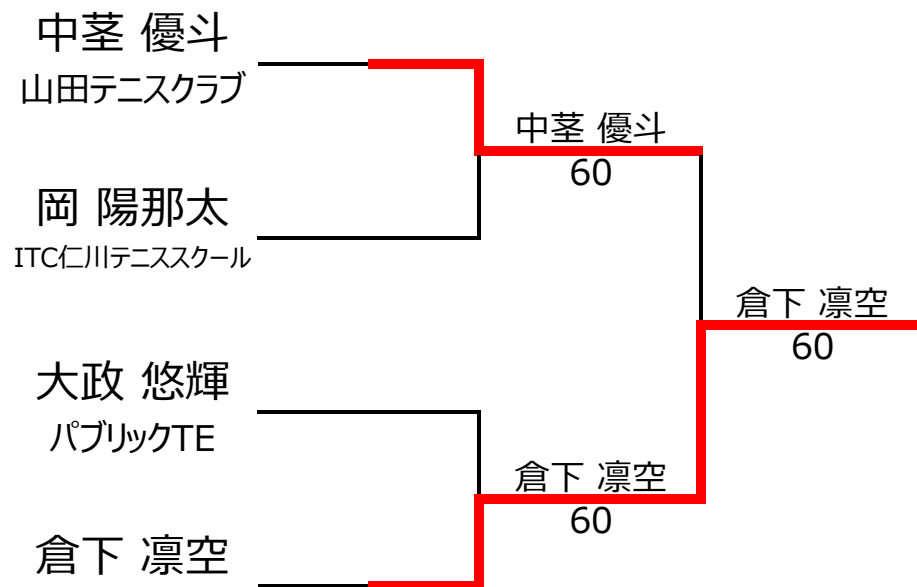 中茎 優斗
山田テニスクラブ
中茎 優斗
60
岡 陽那太
ITC仁川テニススクール
倉下 凛空
60
大政 悠輝
パブリックTE
倉下 凛空
60
倉下 凛空